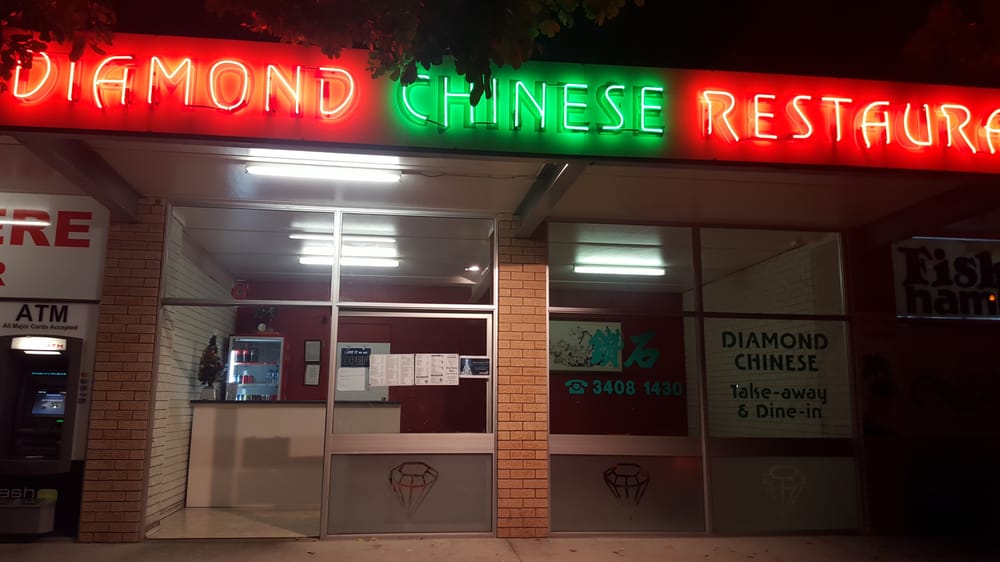 DIAMOND CHINESE RESTAURA
ERE
R
ATM
All Major Cards Accepted
鑽石
☎ 3408 1430
DIAMOND
CHINESE
Take-away
& Dine-in
Fish
ham
ash